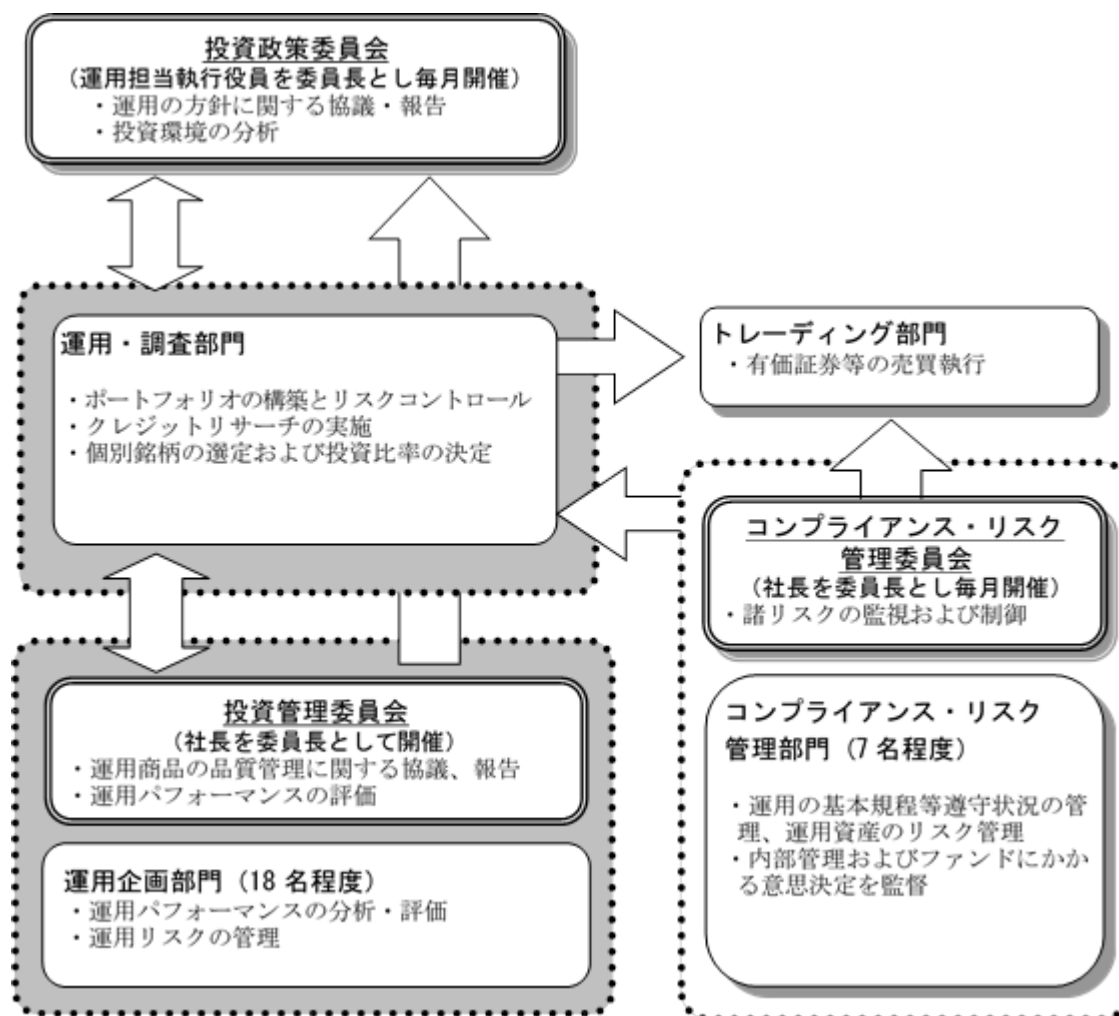 投資政策委員会
(運用担当執行役員を委員長とし毎月開催)
・運用の方針に関する協議・報告
・投資環境の分析
運用・調査部門
・ポートフォリオの構築とリスクコントロール
・クレジットリサーチの実施
・個別銘柄の選定および投資比率の決定
トレーディング部門
・有価証券等の売買執行
コンプライアンス・リスク
管理委員会
(社長を委員長とし毎月開催)
・諸リスクの監視および制御
投資管理委員会
(社長を委員長として開催)
・運用商品の品質管理に関する協議、報告
・運用パフォーマンスの評価
運用企画部門(18 名程度)
・運用パフォーマンスの分析・評価
・運用リスクの管理
コンプライアンス・リスク
管理部門(7 名程度)
・運用の基本規程等遵守状況の管
理、運用資産のリスク管理
・内部管理およびファンドにかか
る意思決定を監督